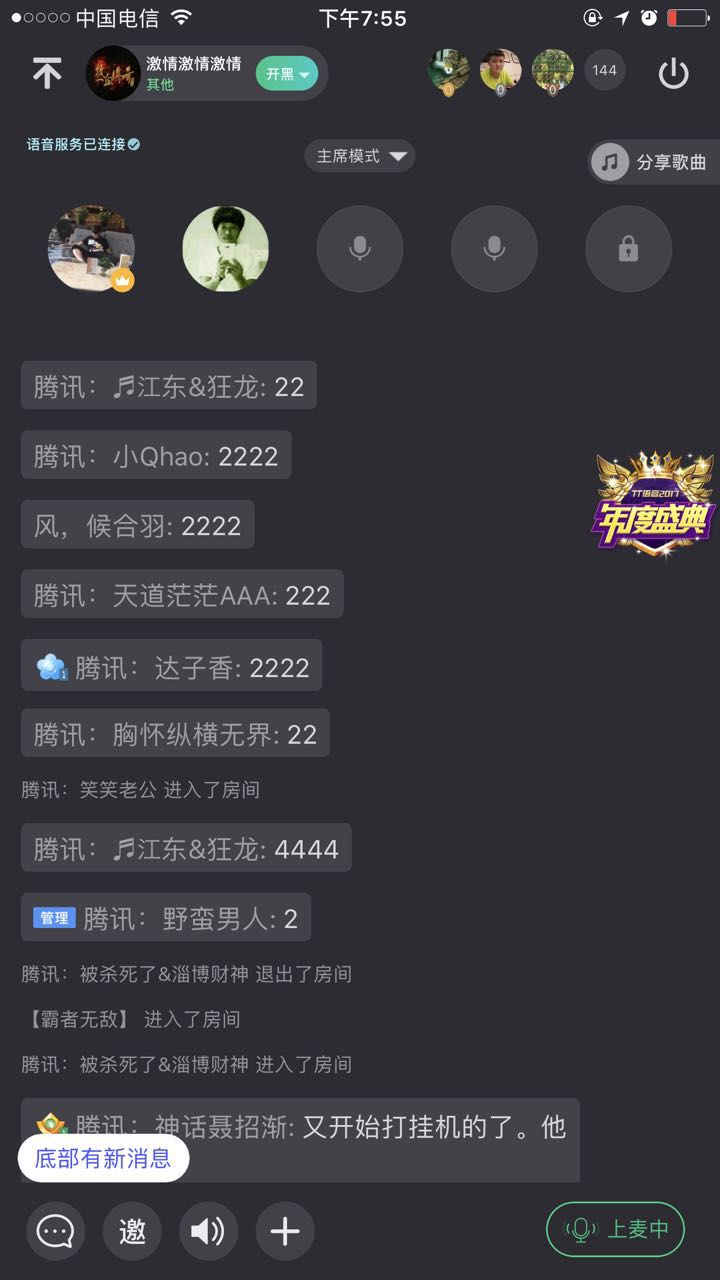 中国电信 下午7:55
激情激情激情
其他
开黑
0 0 0 144
语音服务已连接
主席模式
分享歌曲
腾讯：江东&狂龙: 22
腾讯：小Qhao: 2222
TT语音2017
年度盛典
风，候合羽: 2222
腾讯：天道茫茫AAA: 222
1 腾讯：达子香: 2222
腾讯：胸怀纵横无界: 22
腾讯：笑笑老公 进入了房间
腾讯：江东&狂龙: 4444
管理 腾讯：野蛮男人: 2
腾讯：被杀死了&淄博财神 退出了房间
【霸者无敌】 进入了房间
腾讯：被杀死了&淄博财神 进入了房间
腾讯：神话聂招渐: 又开始打挂机的了。他
底部有新消息
邀
上麦中